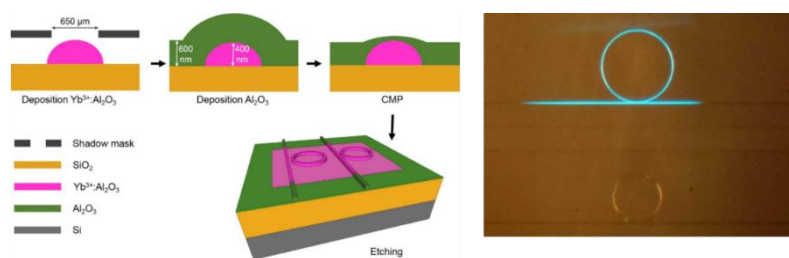 650 μm
600
nm
400
nm
Deposition Yb³⁺:Al₂O₃
Deposition Al₂O₃
CMP
Shadow mask
SiO₂
Yb³⁺:Al₂O₃
Al₂O₃
Si
Etching